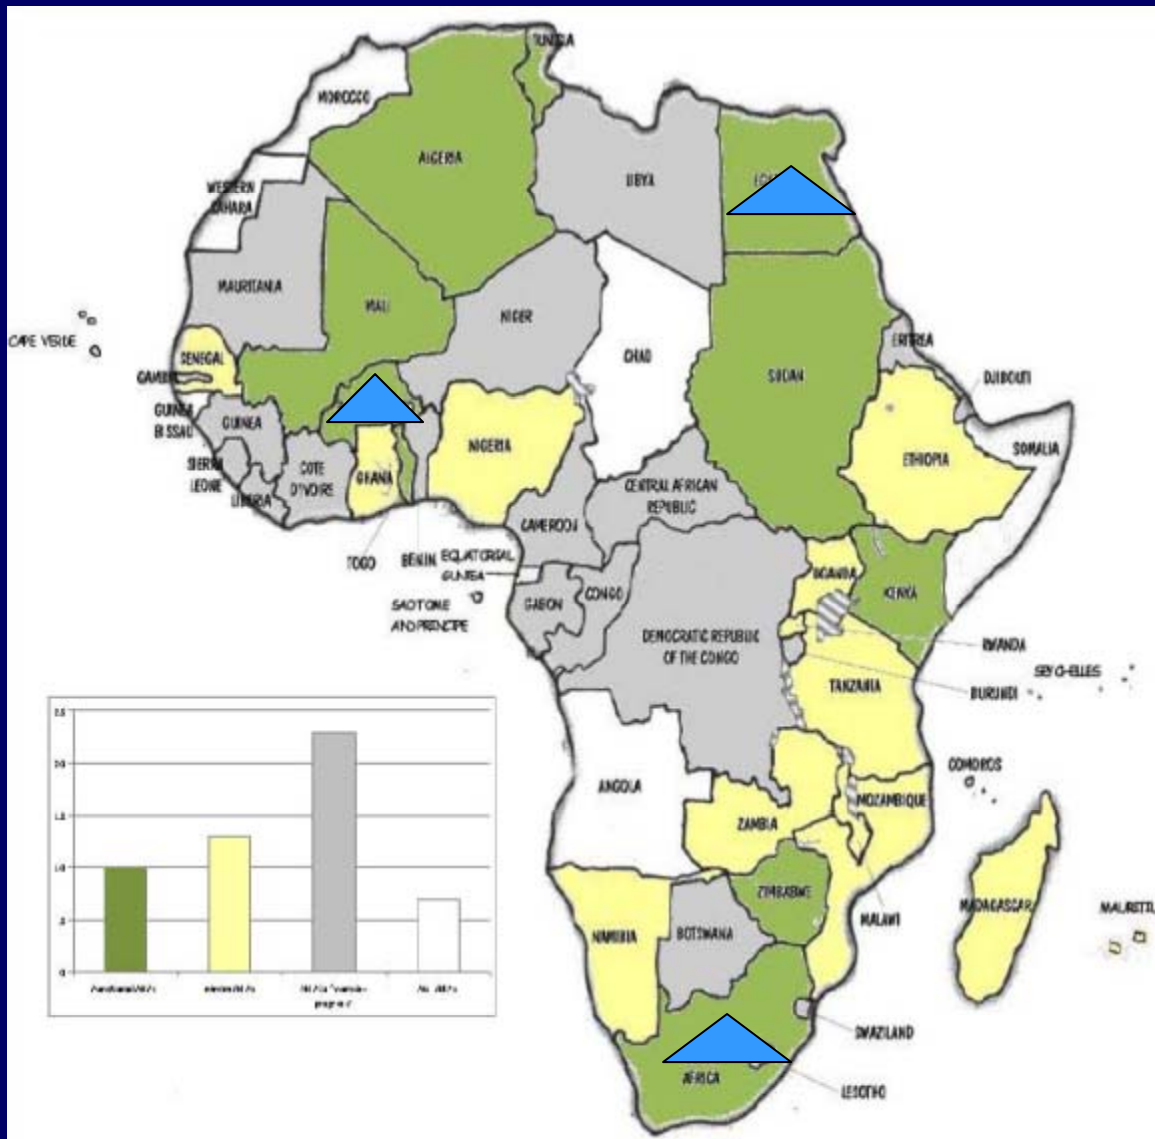 TUNISIA
MOROCCO
ALGERIA
LIBYA
WESTERN
SAHARA
MAURITANIA
MALI
NIGER
CHAD
SUDAN
ERITREA
DJIBOUTI
CAPE VERDE
SENEGAL
GUINEA
BISSAU
GUINEA
SIERRA
LEONE
LIBERIA
COTE
D'IVOIRE
GHANA
NIGERIA
ETHIOPIA
SOMALIA
CENTRAL AFRICAN
REPUBLIC
CAMEROON
TOGO
BENIN
EQUATORIAL
GUINEA
SAO TOME
AND PRINCIPE
GABON
CONGO
UGANDA
KENYA
DEMOCRATIC REPUBLIC
OF THE CONGO
RWANDA
BURUNDI
TANZANIA
SEYCHELLES
COMOROS
ANGOLA
ZAMBIA
MOZAMBIQUE
MALAWI
ZIMBABWE
NAMIBIA
BOTSWANA
MADAGASCAR
SWAZILAND
AFRICA
LESOTHO